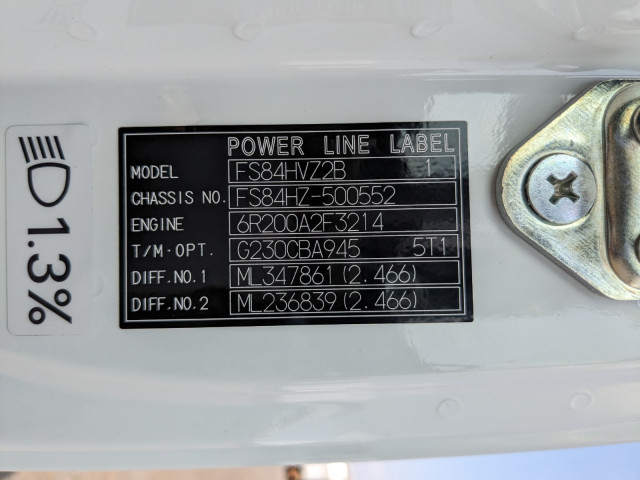 POWER LINE LABEL
MODEL FS84HVZ2B 1
CHASSIS NO. FS84HZ-500552
ENGINE 6R200A2F3214
T/M·OPT. G230CBA945 5T1
DIFF.NO.1 ML347861(2.466)
DIFF.NO.2 ML236839(2.466)
1.3%